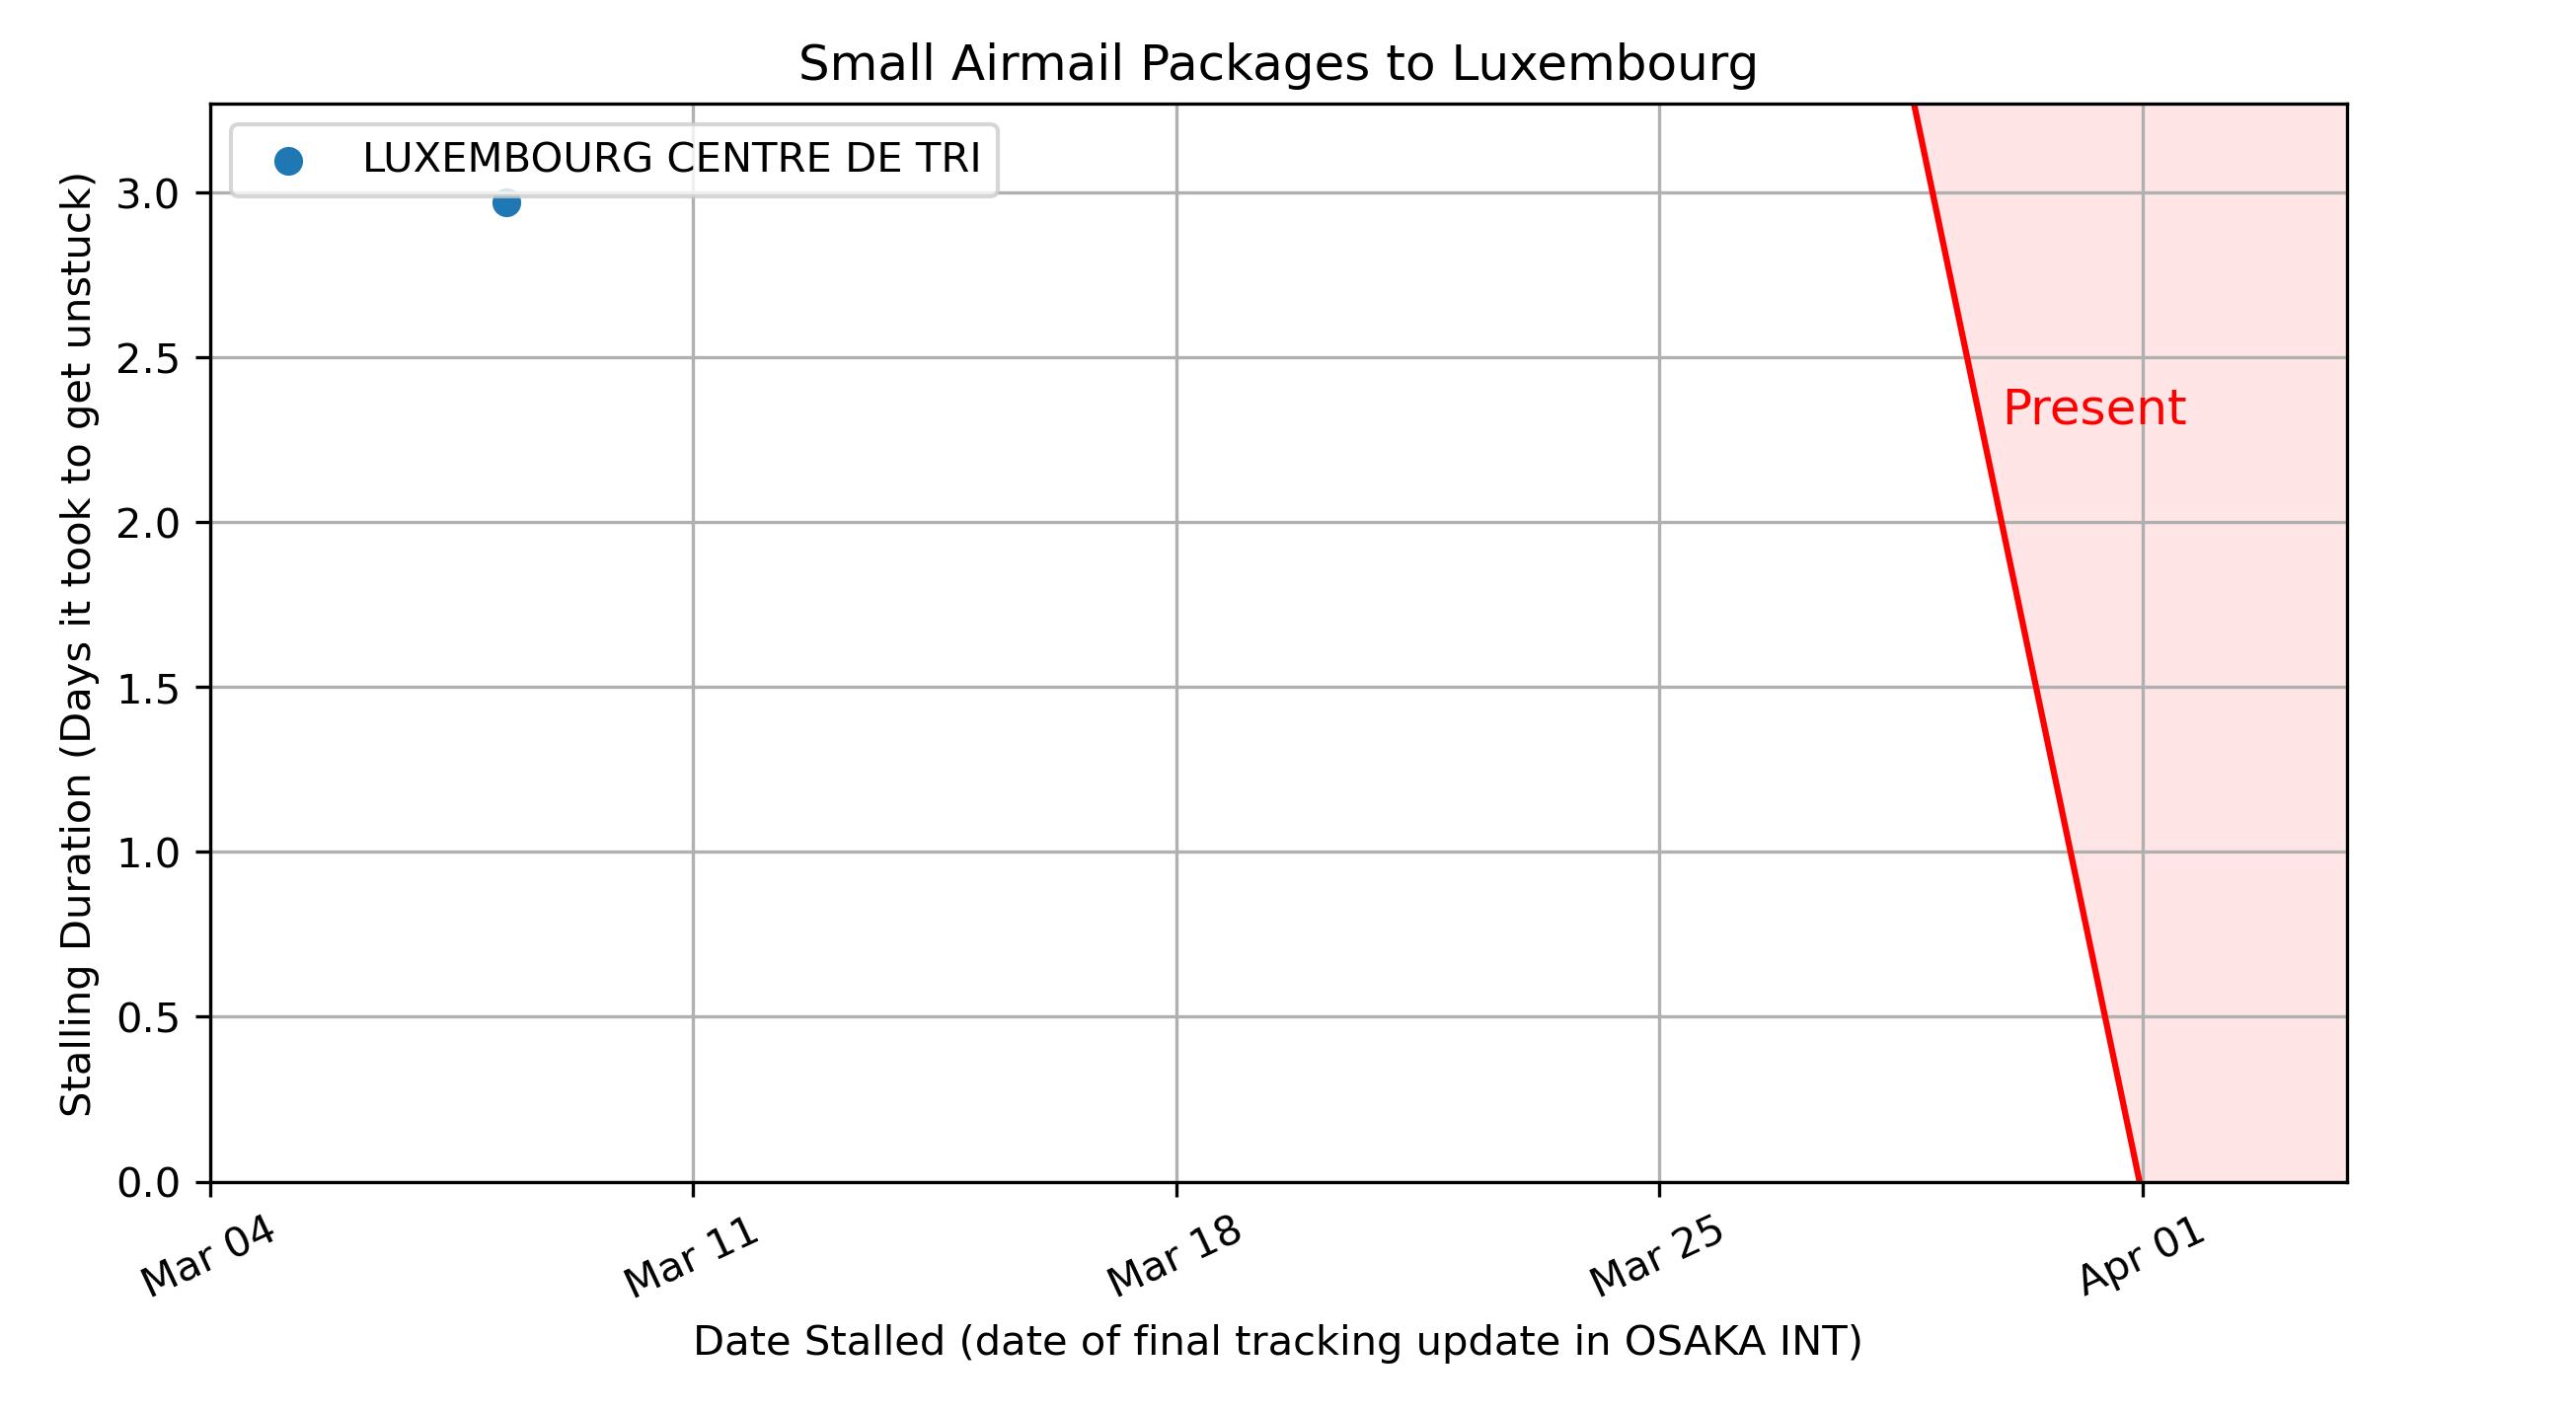 Small Airmail Packages to Luxembourg
LUXEMBOURG CENTRE DE TRI
Stalling Duration (Days it took to get unstuck)
3.0
2.5
2.0
1.5
1.0
0.5
0.0
Present
Mar 04
Mar 11
Mar 18
Mar 25
Apr 01
Date Stalled (date of final tracking update in OSAKA INT)